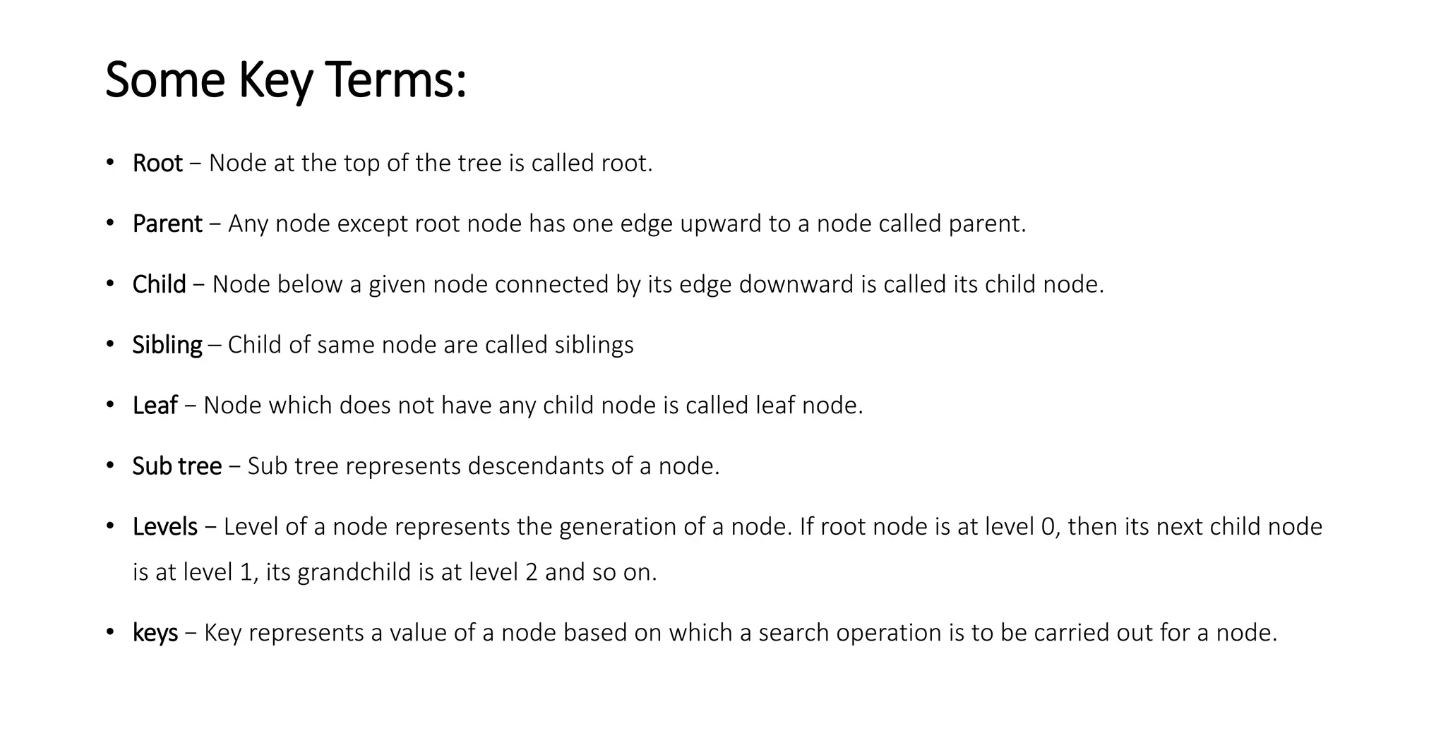 Some Key Terms:
• Root − Node at the top of the tree is called root.
• Parent − Any node except root node has one edge upward to a node called parent.
• Child − Node below a given node connected by its edge downward is called its child node.
• Sibling – Child of same node are called siblings
• Leaf − Node which does not have any child node is called leaf node.
• Sub tree − Sub tree represents descendants of a node.
• Levels − Level of a node represents the generation of a node. If root node is at level 0, then its next child node
is at level 1, its grandchild is at level 2 and so on.
• keys − Key represents a value of a node based on which a search operation is to be carried out for a node.